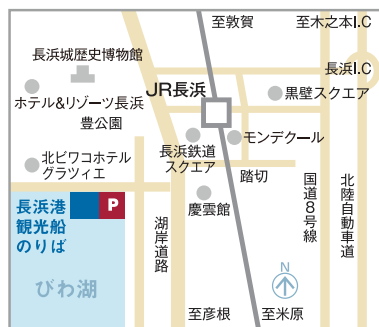 至敦賀
至木之本I.C
長浜城歴史博物館
長浜I.C
JR長浜
黒壁スクエア
ホテル&リゾーツ長浜
豊公園
モンデクール
長浜鉄道
スクエア
北ビワコホテル
グラツィエ
踏切
国道8号線
北陸自動車道
慶雲館
長浜港
観光船
のりば
P
湖岸道路
びわ湖
N
至彦根
至米原